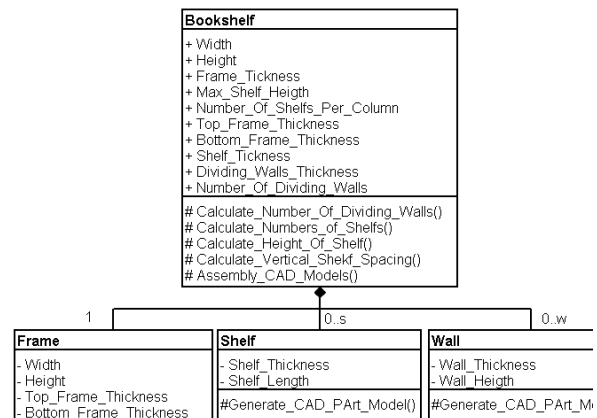 Bookshelf
+ Width
+ Height
+ Frame_Tickness
+ Max_Shelf_Heigth
+ Number_Of_Shelfs_Per_Column
+ Top_Frame_Thickness
+ Bottom_Frame_Thickness
+ Shelf_Tickness
+ Dividing_Walls_Thickness
+ Number_Of_Dividing_Walls
# Calculate_Number_Of_Dividing_Walls()
# Calculate_Numbers_of_Shelfs()
# Calculate_Height_Of_Shelf()
# Calculate_Vertical_Shekf_Spacing()
# Assembly_CAD_Models()
1
0..s
0..w
Frame
- Width
- Height
- Top_Frame_Thickness
- Bottom_Frame_Thickness
Shelf
- Shelf_Thickness
- Shelf_Length
#Generate_CAD_PArt_Model()
Wall
- Wall_Thickness
- Wall_Heigth
#Generate_CAD_PArt_Mo